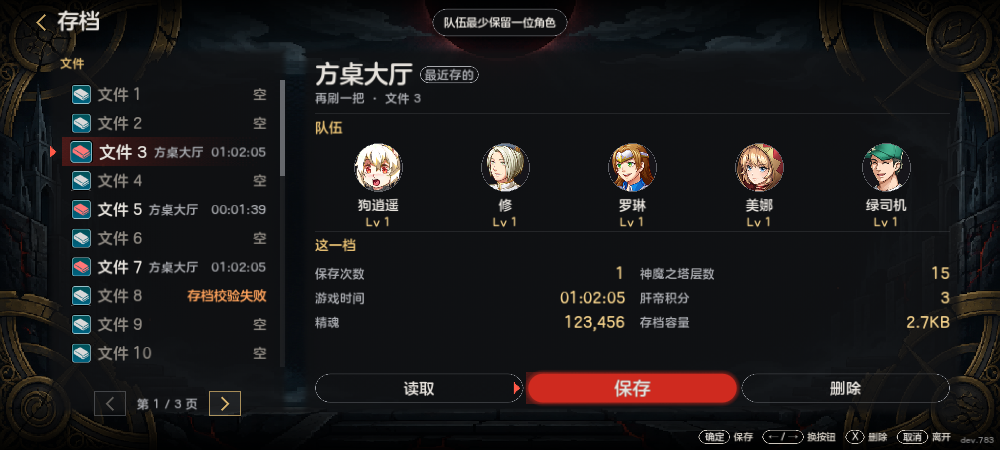 存档
队伍最少保留一位角色
文件
文件 1 空
文件 2 空
文件 3 方桌大厅 01:02:05
文件 4 空
文件 5 方桌大厅 00:01:39
文件 6 空
文件 7 方桌大厅 01:02:05
文件 8 存档校验失败
文件 9 空
文件 10 空
第 1 / 3 页
方桌大厅 最近存的
再刷一把 · 文件 3
队伍
狗逍遥 修 罗琳 美娜 绿司机
Lv 1 Lv 1 Lv 1 Lv 1 Lv 1
这一档
保存次数 1 神魔之塔层数 15
游戏时间 01:02:05 肝帝积分 3
精魂 123,456 存档容量 2.7KB
读取 保存 删除
确定 保存 ←/→ 换按钮 X 删除 取消 离开 dev.783